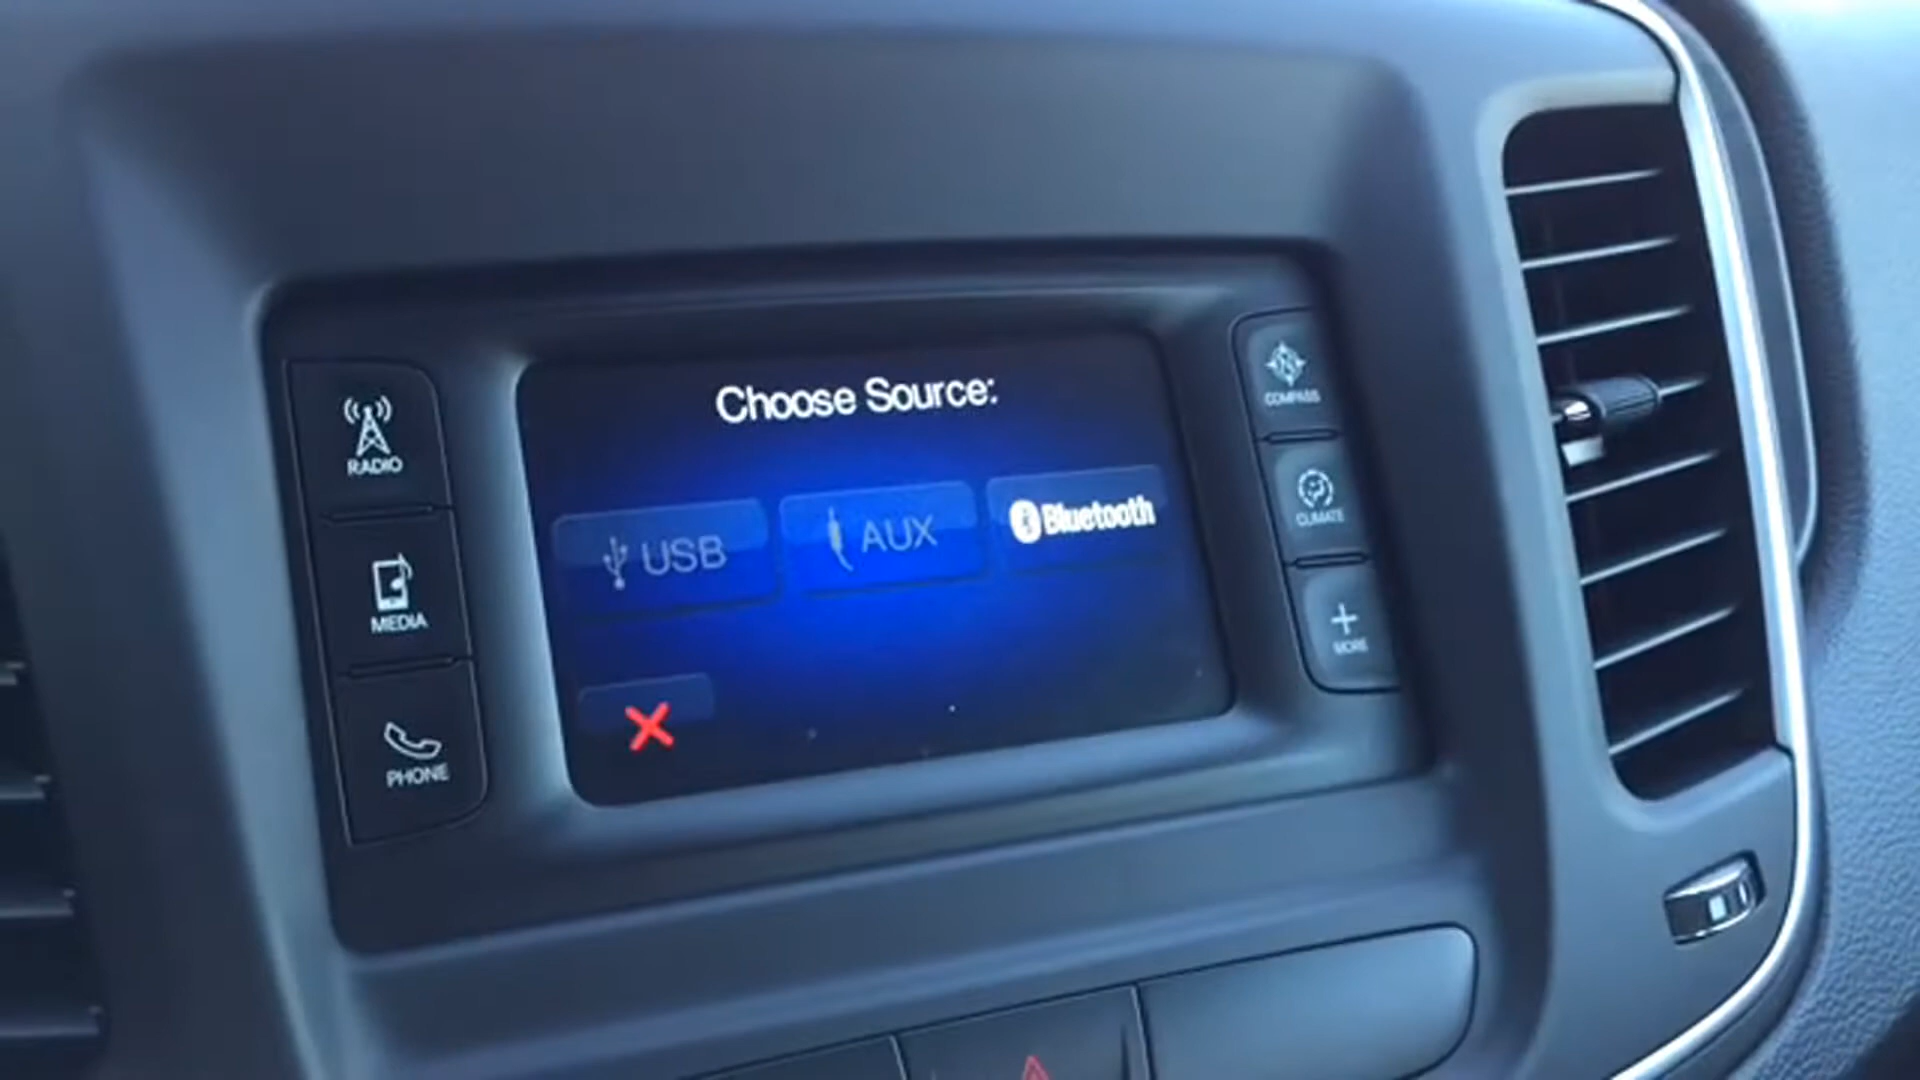 Choose Source:
USB
AUX
Bluetooth
RADIO
MEDIA
PHONE
COMPASS
CLIMATE
MORE